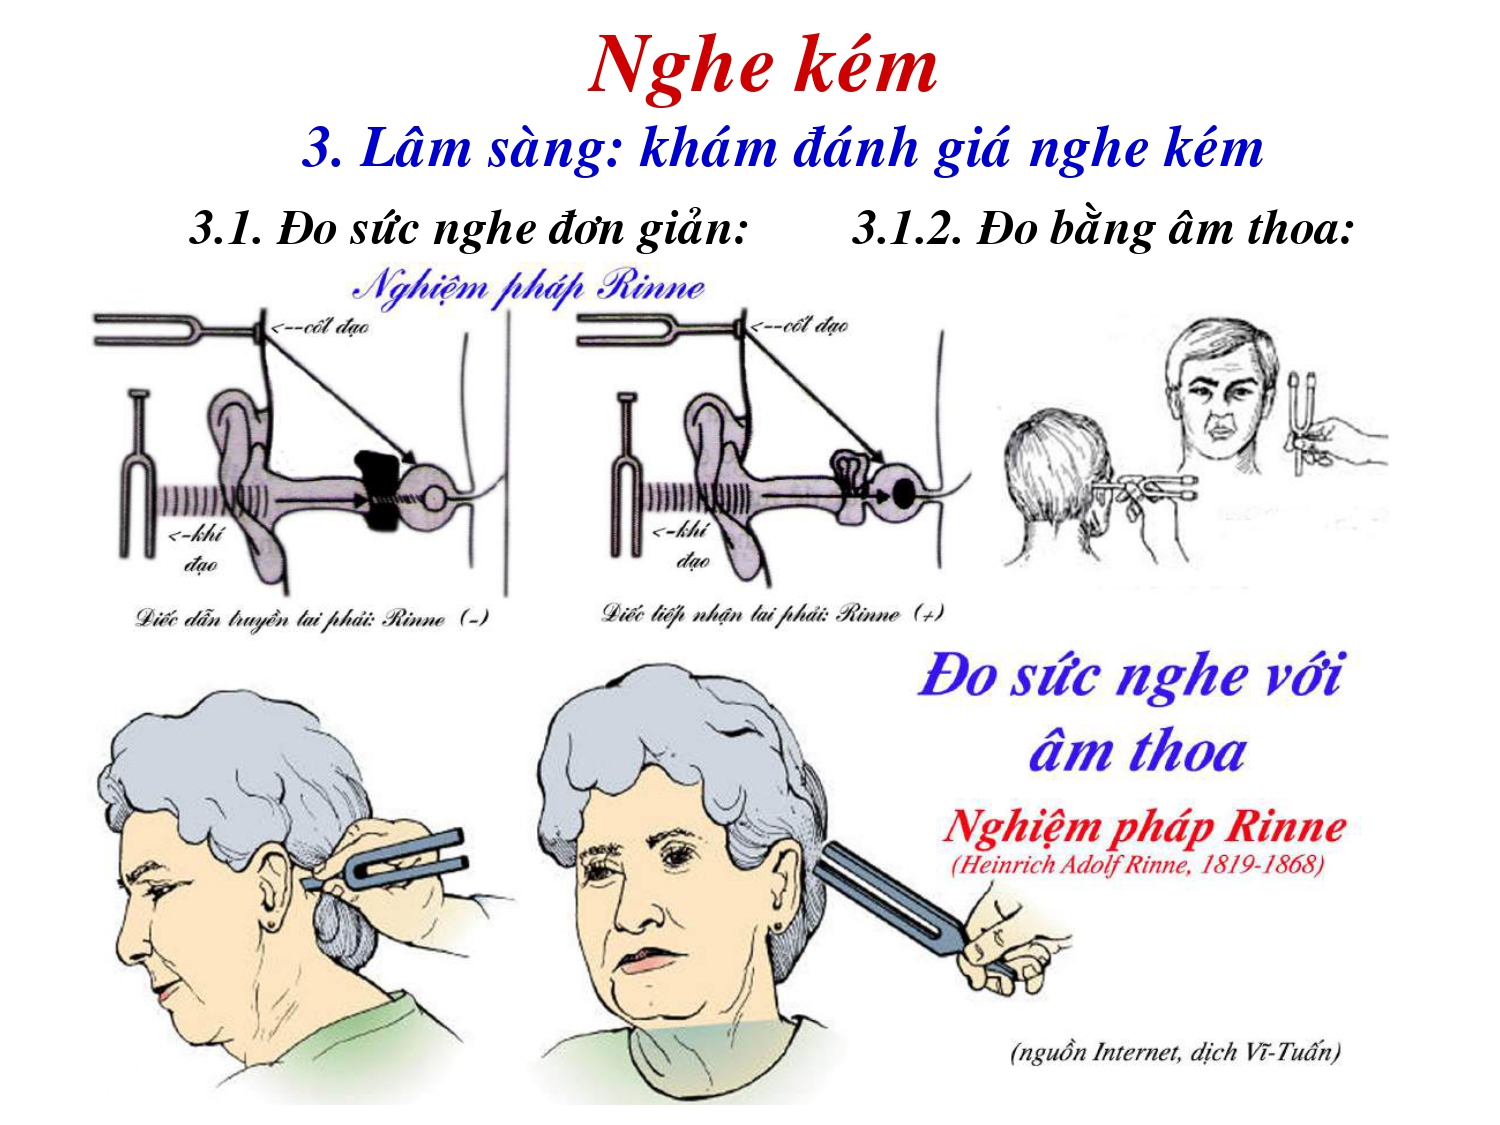 Nghe kém
3. Lâm sàng: khám đánh giá nghe kém
3.1. Đo sức nghe đơn giản: 3.1.2. Đo bằng âm thoa:
Nghiệm pháp Rinne
<--cốt đạo
<-khí
đạo
Điếc dẫn truyền tai phải: Rinne (-)
<--cốt đạo
<-khí
đạo
Điếc tiếp nhận tai phải: Rinne (+)
Đo sức nghe với
âm thoa
Nghiệm pháp Rinne
(Heinrich Adolf Rinne, 1819-1868)
(nguồn Internet, dịch Vĩ-Tuấn)